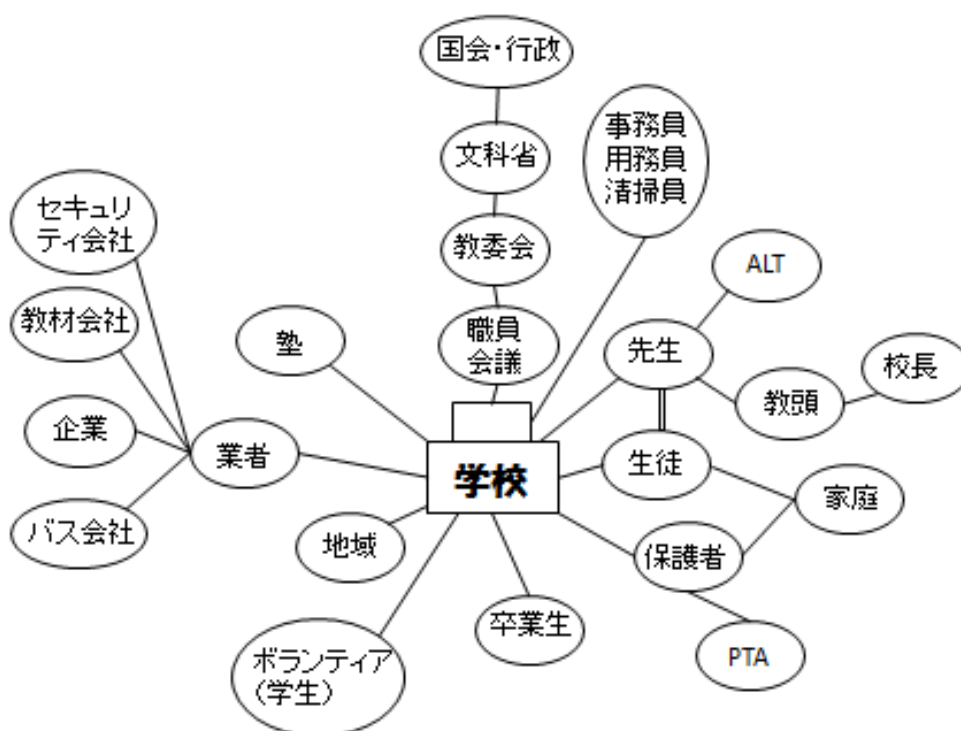 国会・行政
文科省
教委会
職員
会議
事務員
用務員
清掃員
セキュリ
ティ会社
教材会社
企業
バス会社
業者
塾
ALT
先生
教頭
校長
学校
生徒
家庭
地域
保護者
卒業生
ボランティア
(学生)
PTA